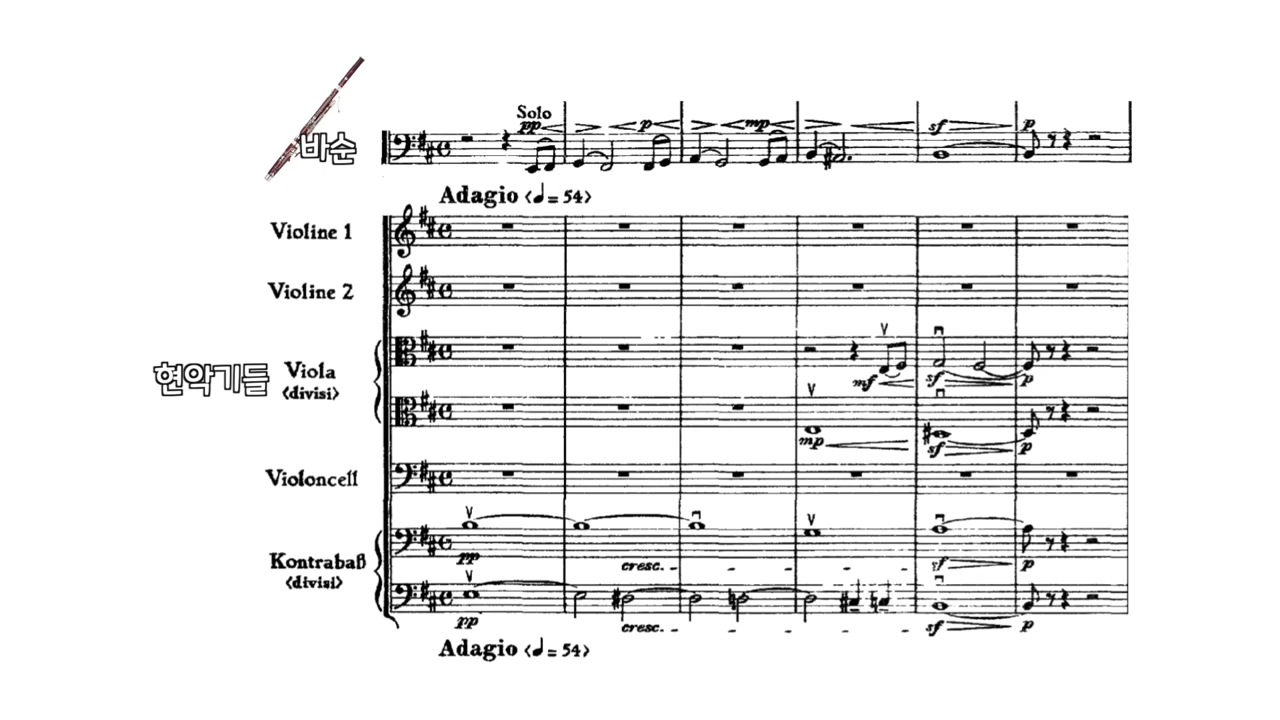 Solo
pp p mp sf p
바순
Adagio (♩= 54)
Violine 1
Violine 2
Viola
(divisi)
mf sf p
현악기들
mp sf p
Violoncell
Kontrabaß
(divisi)
pp cresc. - - - - - sf p
pp cresc. - - - - - sf p
Adagio (♩= 54)